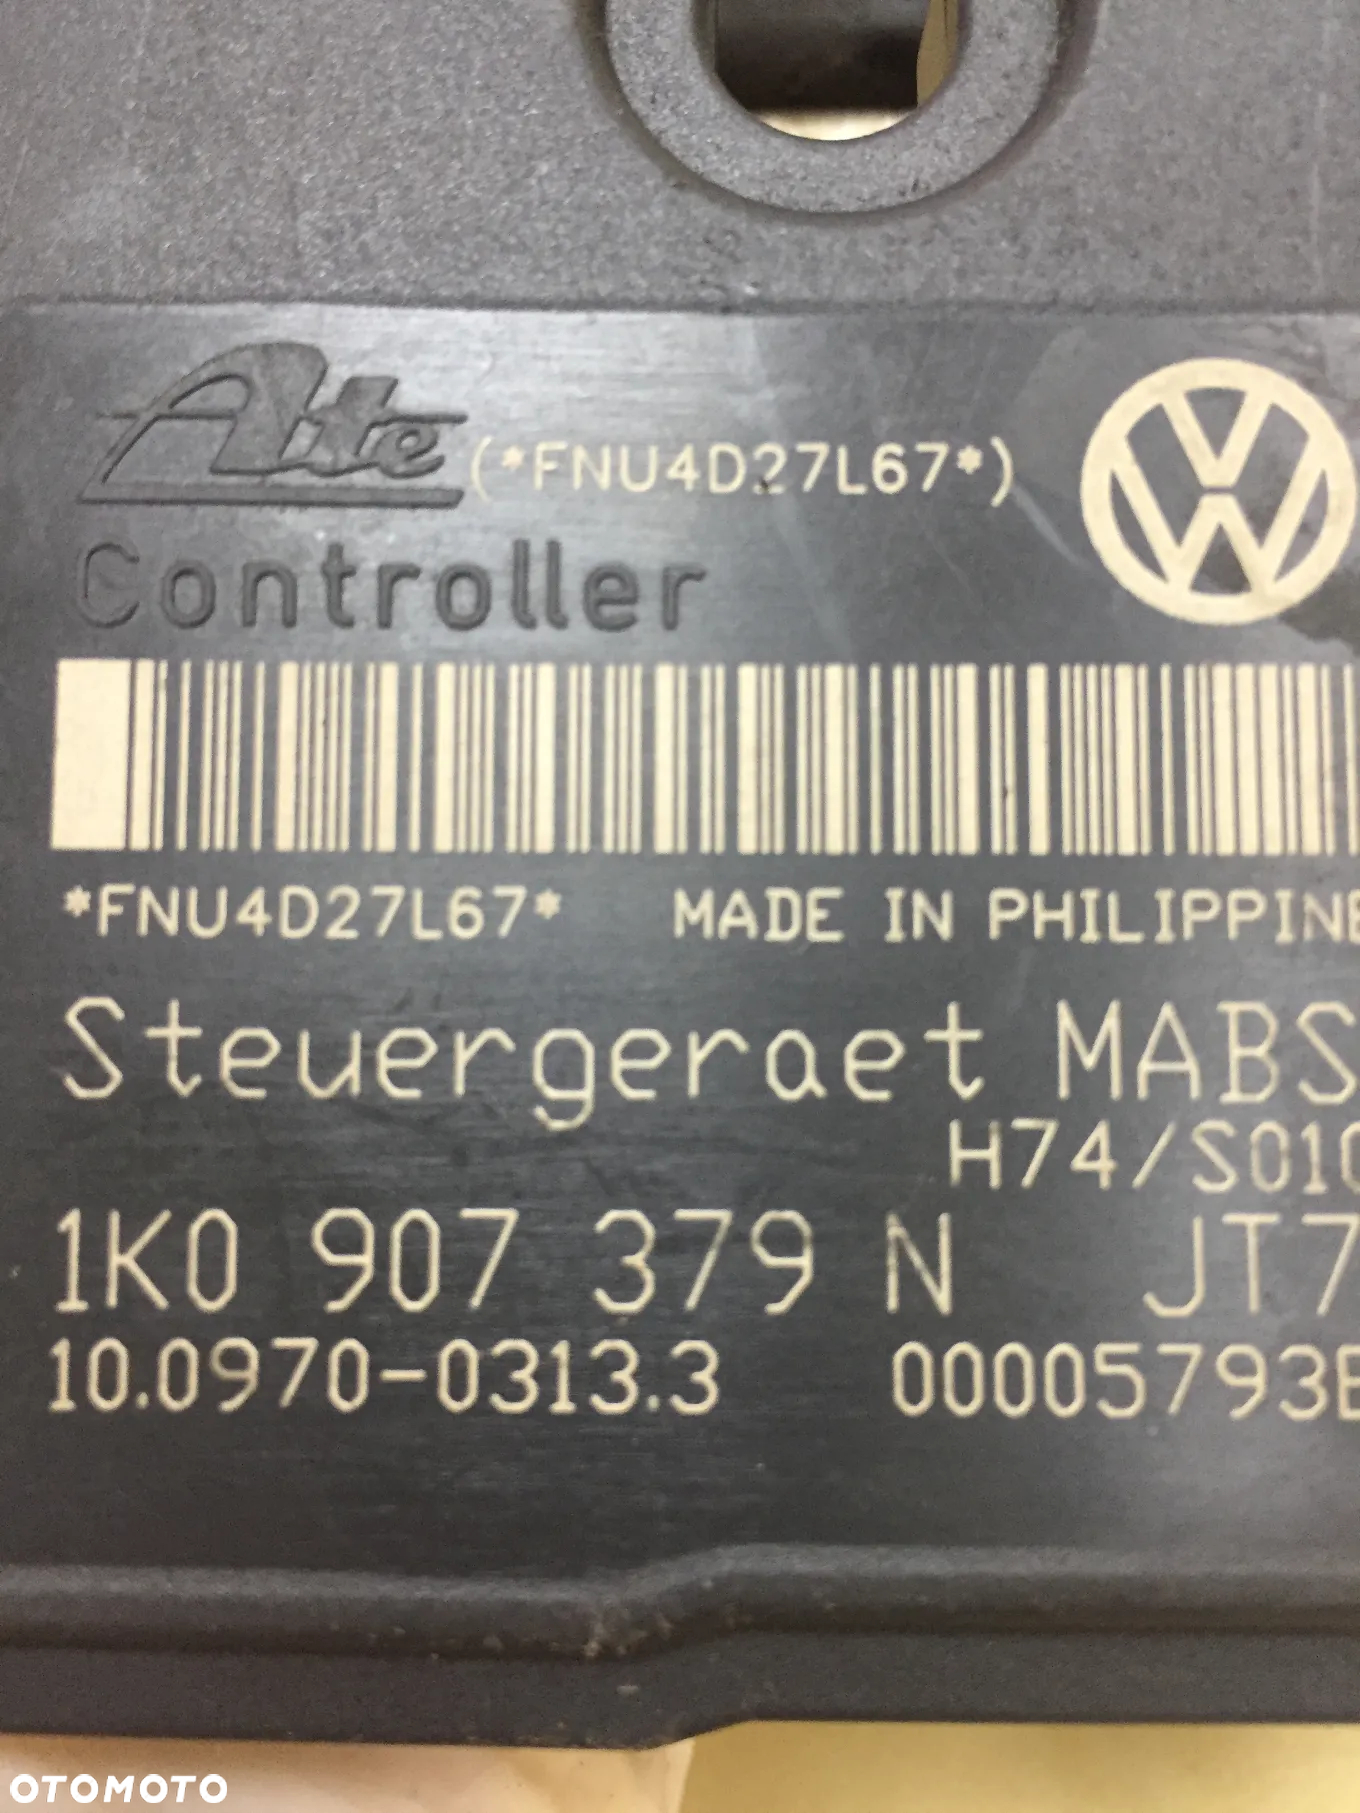 Ate (*FNU4D27L67*)
Controller
*FNU4D27L67* MADE IN PHILIPPINE
Steuergeraet MABS
H74/S010
1K0 907 379 N JT7
10.0970-0313.3 00005793E
OTOMOTO